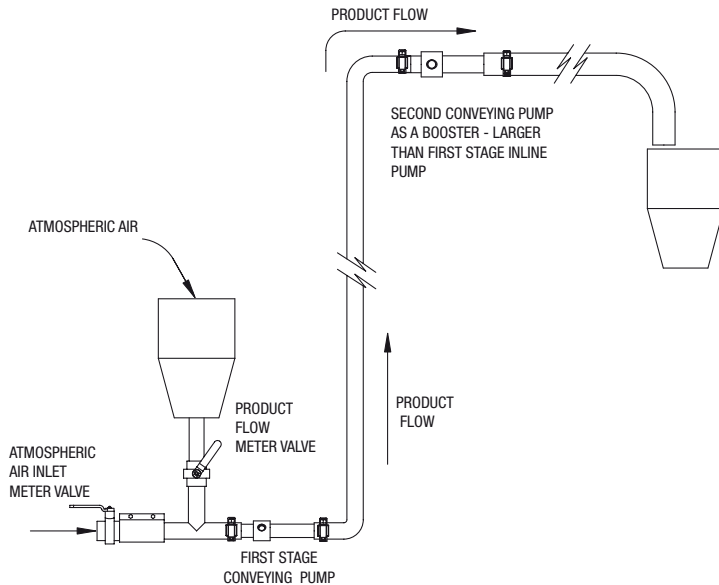 PRODUCT FLOW
SECOND CONVEYING PUMP
AS A BOOSTER - LARGER
THAN FIRST STAGE INLINE
PUMP
ATMOSPHERIC AIR
PRODUCT
FLOW
METER VALVE
PRODUCT
FLOW
ATMOSPHERIC
AIR INLET
METER VALVE
FIRST STAGE
CONVEYING PUMP